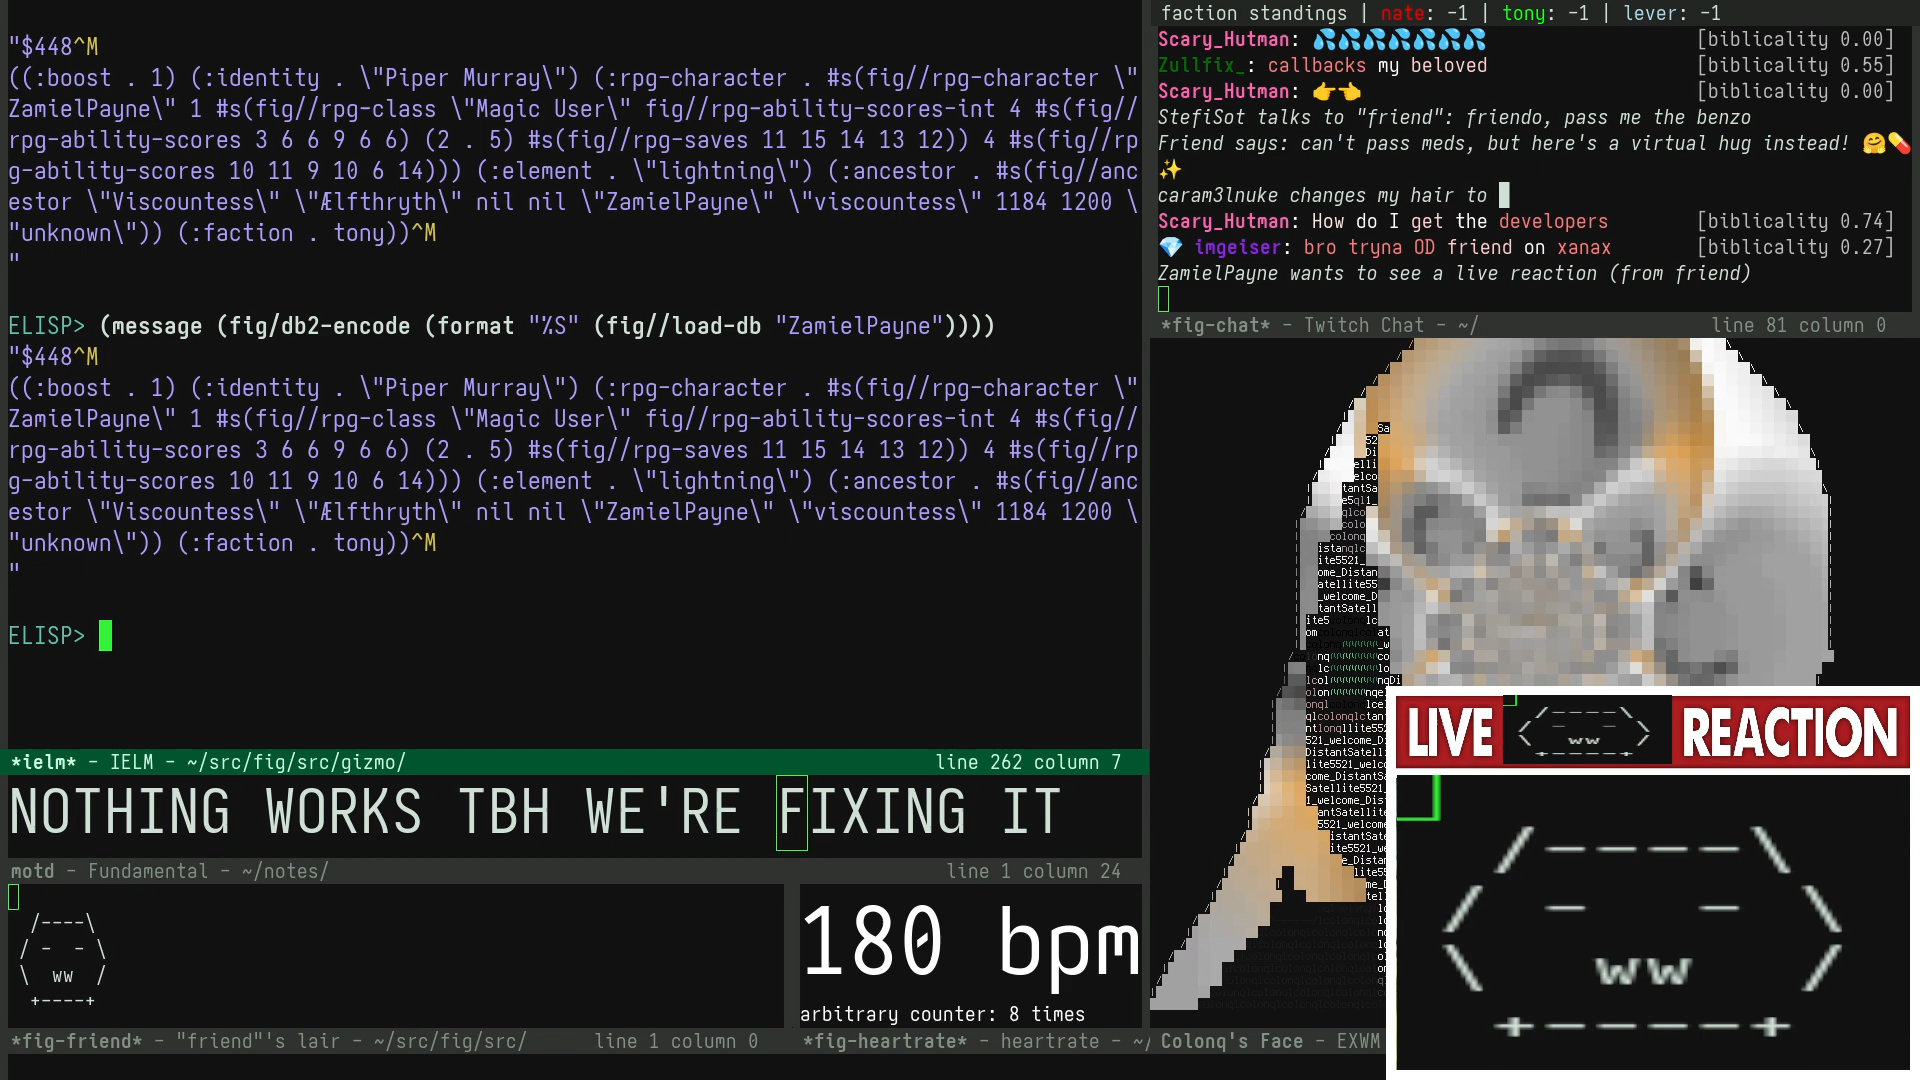 "$448^M
((:boost . 1) (:identity . \"Piper Murray\") (:rpg-character . #s(fig//rpg-character \"
ZamielPayne\" 1 #s(fig//rpg-class \"Magic User\" fig//rpg-ability-scores-int 4 #s(fig//
rpg-ability-scores 3 6 6 9 6 6) (2 . 5) #s(fig//rpg-saves 11 15 14 13 12)) 4 #s(fig//rp
g-ability-scores 10 11 9 10 6 14))) (:element . \"lightning\") (:ancestor . #s(fig//anc
estor \"Viscountess\" \"Ælfthryth\" nil nil \"ZamielPayne\" \"viscountess\" 1184 1200 \
"unknown\")) (:faction . tony))^M
"
ELISP> (message (fig/db2-encode (format "%S" (fig//load-db "ZamielPayne"))))
"$448^M
((:boost . 1) (:identity . \"Piper Murray\") (:rpg-character . #s(fig//rpg-character \"
ZamielPayne\" 1 #s(fig//rpg-class \"Magic User\" fig//rpg-ability-scores-int 4 #s(fig//
rpg-ability-scores 3 6 6 9 6 6) (2 . 5) #s(fig//rpg-saves 11 15 14 13 12)) 4 #s(fig//rp
g-ability-scores 10 11 9 10 6 14))) (:element . \"lightning\") (:ancestor . #s(fig//anc
estor \"Viscountess\" \"Ælfthryth\" nil nil \"ZamielPayne\" \"viscountess\" 1184 1200 \
"unknown\")) (:faction . tony))^M
"
ELISP>
*ielm* - IELM - ~/src/fig/src/gizmo/ line 262 column 7
NOTHING WORKS TBH WE'RE FIXING IT
motd - Fundamental - ~/notes/ line 1 column 24
/----\
/ -  - \
\  ww  /
+----+
*fig-friend* - "friend"'s lair - ~/src/fig/src/ line 1 column 0
180 bpm
arbitrary counter: 8 times
*fig-heartrate* - heartrate - ~/
faction standings | nate: -1 | tony: -1 | lever: -1
Scary_Hutman: 💦💦💦💦💦💦💦 [biblicality 0.00]
Zullfix_: callbacks my beloved [biblicality 0.55]
Scary_Hutman: 👉👈 [biblicality 0.00]
StefiSot talks to "friend": friendo, pass me the benzo
Friend says: can't pass meds, but here's a virtual hug instead! 🤗💊
✨
caram3lnuke changes my hair to
Scary_Hutman: How do I get the developers [biblicality 0.74]
💎 imgeiser: bro tryna OD friend on xanax [biblicality 0.27]
ZamielPayne wants to see a live reaction (from friend)
*fig-chat* - Twitch Chat - ~/ line 81 column 0
LIVE REACTION
/----\
/ -  - \
\  ww  /
+----+
Colonq's Face - EXWM